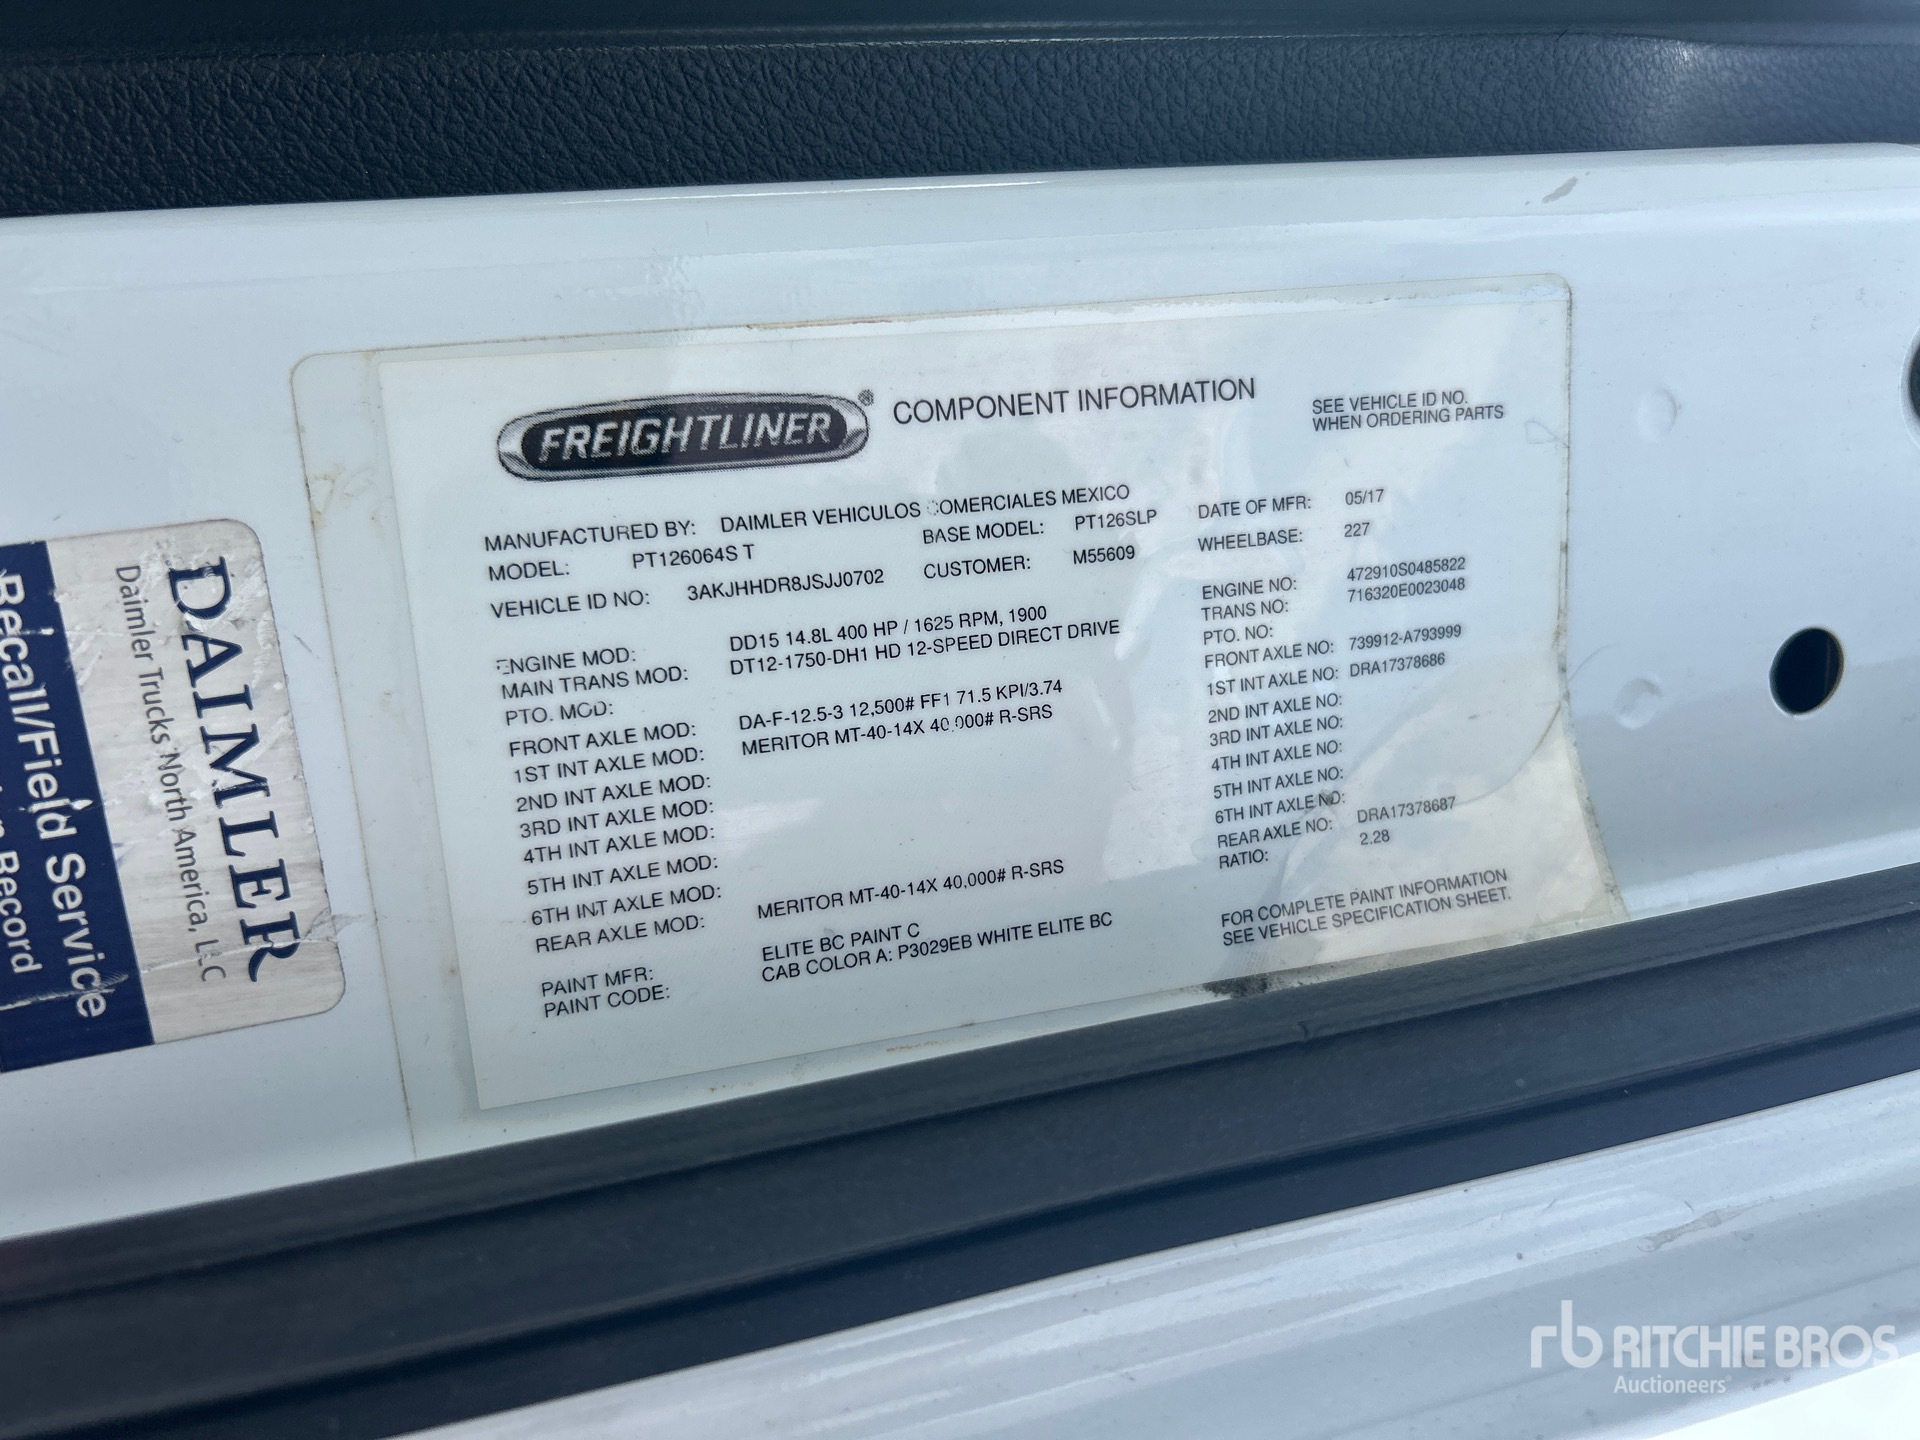 FREIGHTLINER® COMPONENT INFORMATION
SEE VEHICLE ID NO.
WHEN ORDERING PARTS
MANUFACTURED BY: DAIMLER VEHICULOS COMERCIALES MEXICO DATE OF MFR: 05/17
MODEL: PT126064S T BASE MODEL: PT126SLP WHEELBASE: 227
VEHICLE ID NO: 3AKJHHDR8JSJJ0702 CUSTOMER: M55609
ENGINE MOD: DD15 14.8L 400 HP / 1625 RPM, 1900 ENGINE NO: 472910S0485822
MAIN TRANS MOD: DT12-1750-DH1 HD 12-SPEED DIRECT DRIVE TRANS NO: 716320E0023048
PTO. MOD: PTO. NO:
FRONT AXLE MOD: DA-F-12.5-3 12,500# FF1 71.5 KPI/3.74 FRONT AXLE NO: 739912-A793999
1ST INT AXLE MOD: MERITOR MT-40-14X 40,000# R-SRS 1ST INT AXLE NO: DRA17378686
2ND INT AXLE MOD: 2ND INT AXLE NO:
3RD INT AXLE MOD: 3RD INT AXLE NO:
4TH INT AXLE MOD: 4TH INT AXLE NO:
5TH INT AXLE MOD: 5TH INT AXLE NO:
6TH INT AXLE MOD: 6TH INT AXLE NO:
REAR AXLE MOD: MERITOR MT-40-14X 40,000# R-SRS REAR AXLE NO: DRA17378687
RATIO: 2.28
PAINT MFR: ELITE BC PAINT C
PAINT CODE: CAB COLOR A: P3029EB WHITE ELITE BC
FOR COMPLETE PAINT INFORMATION
SEE VEHICLE SPECIFICATION SHEET.
DAIMLER
Daimler Trucks North America, LLC
Recall/Field Service
Record
rb RITCHIE BROS
Auctioneers